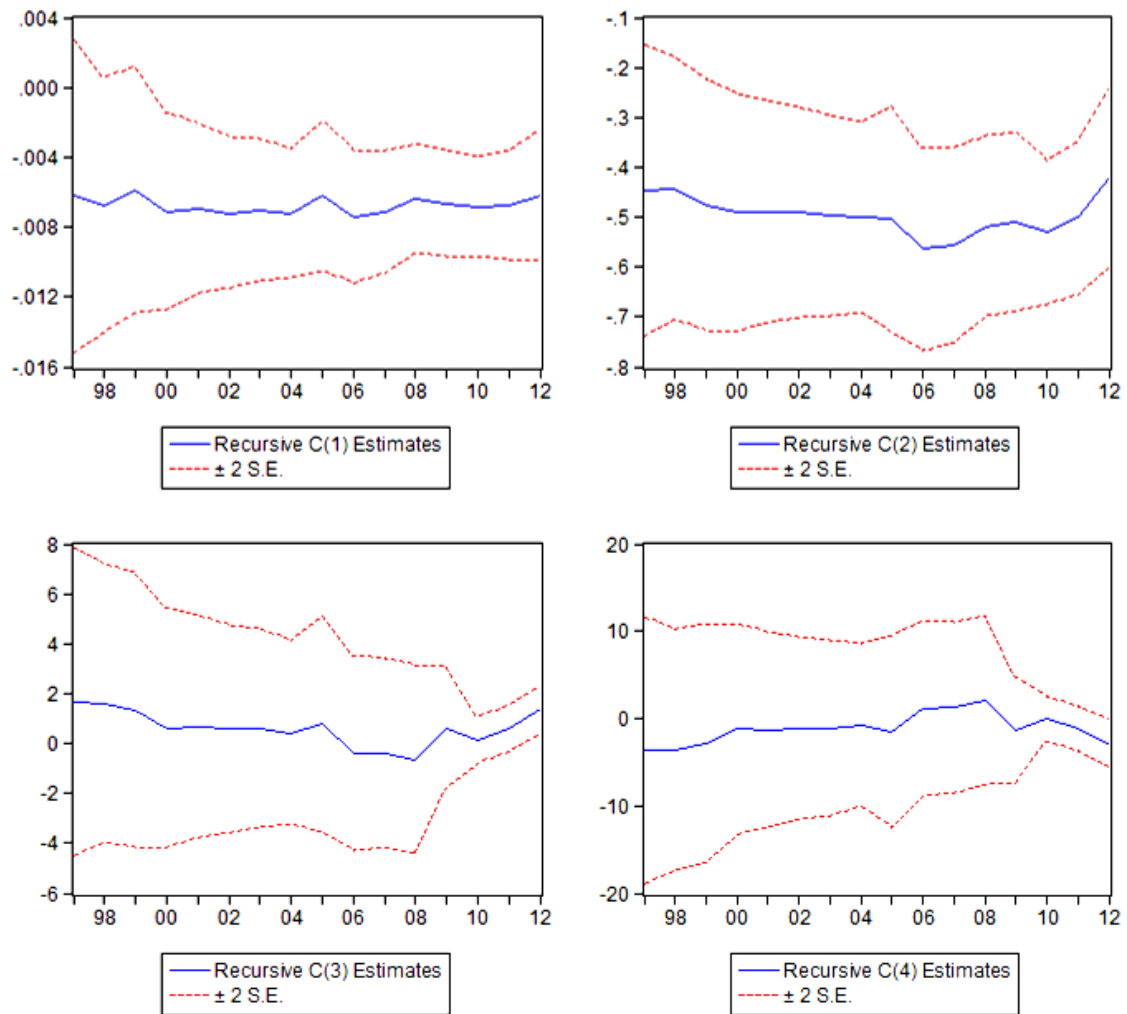 .004
.000
-.004
-.008
-.012
-.016
98 00 02 04 06 08 10 12
Recursive C(1) Estimates
± 2 S.E.
-.1
-.2
-.3
-.4
-.5
-.6
-.7
-.8
98 00 02 04 06 08 10 12
Recursive C(2) Estimates
± 2 S.E.
8
6
4
2
0
-2
-4
-6
98 00 02 04 06 08 10 12
Recursive C(3) Estimates
± 2 S.E.
20
10
0
-10
-20
98 00 02 04 06 08 10 12
Recursive C(4) Estimates
± 2 S.E.